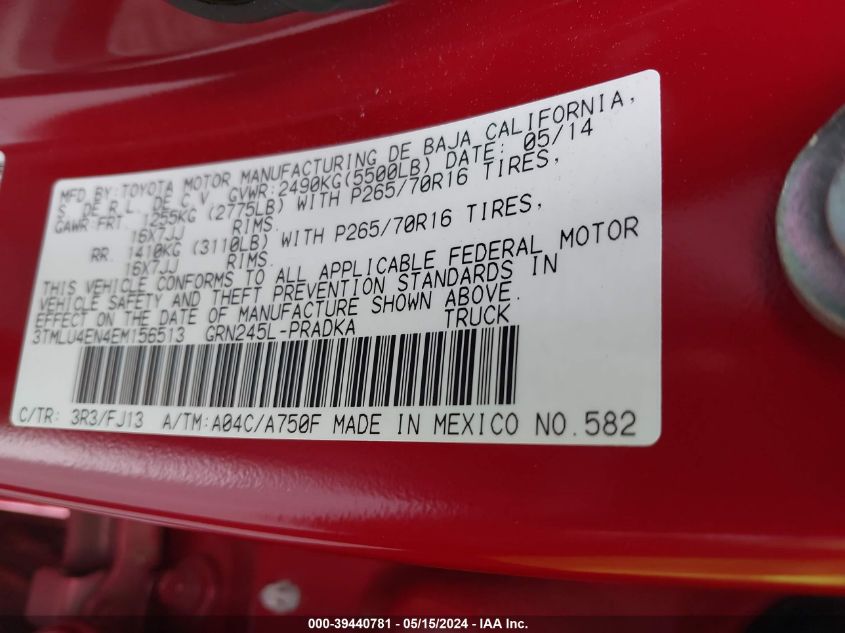 MFD.BY:TOYOTA MOTOR MANUFACTURING DE BAJA CALIFORNIA,
S. DE R.L. DE C.V. GVWR:2490KG(5500LB) DATE: 05/14
GAWR:FRT. 1255KG (2775LB) WITH P265/70R16 TIRES,
16X7JJ RIMS.
RR. 1410KG (3110LB) WITH P265/70R16 TIRES,
16X7JJ RIMS.
THIS VEHICLE CONFORMS TO ALL APPLICABLE FEDERAL MOTOR
VEHICLE SAFETY AND THEFT PREVENTION STANDARDS IN
EFFECT ON THE DATE OF MANUFACTURE SHOWN ABOVE.
3TMLU4EN4EM156513 GRN245L-PRADKA TRUCK
C/TR: 3R3/FJ13 A/TM:A04C/A750F MADE IN MEXICO NO.582
000-39440781 - 05/15/2024 - IAA Inc.